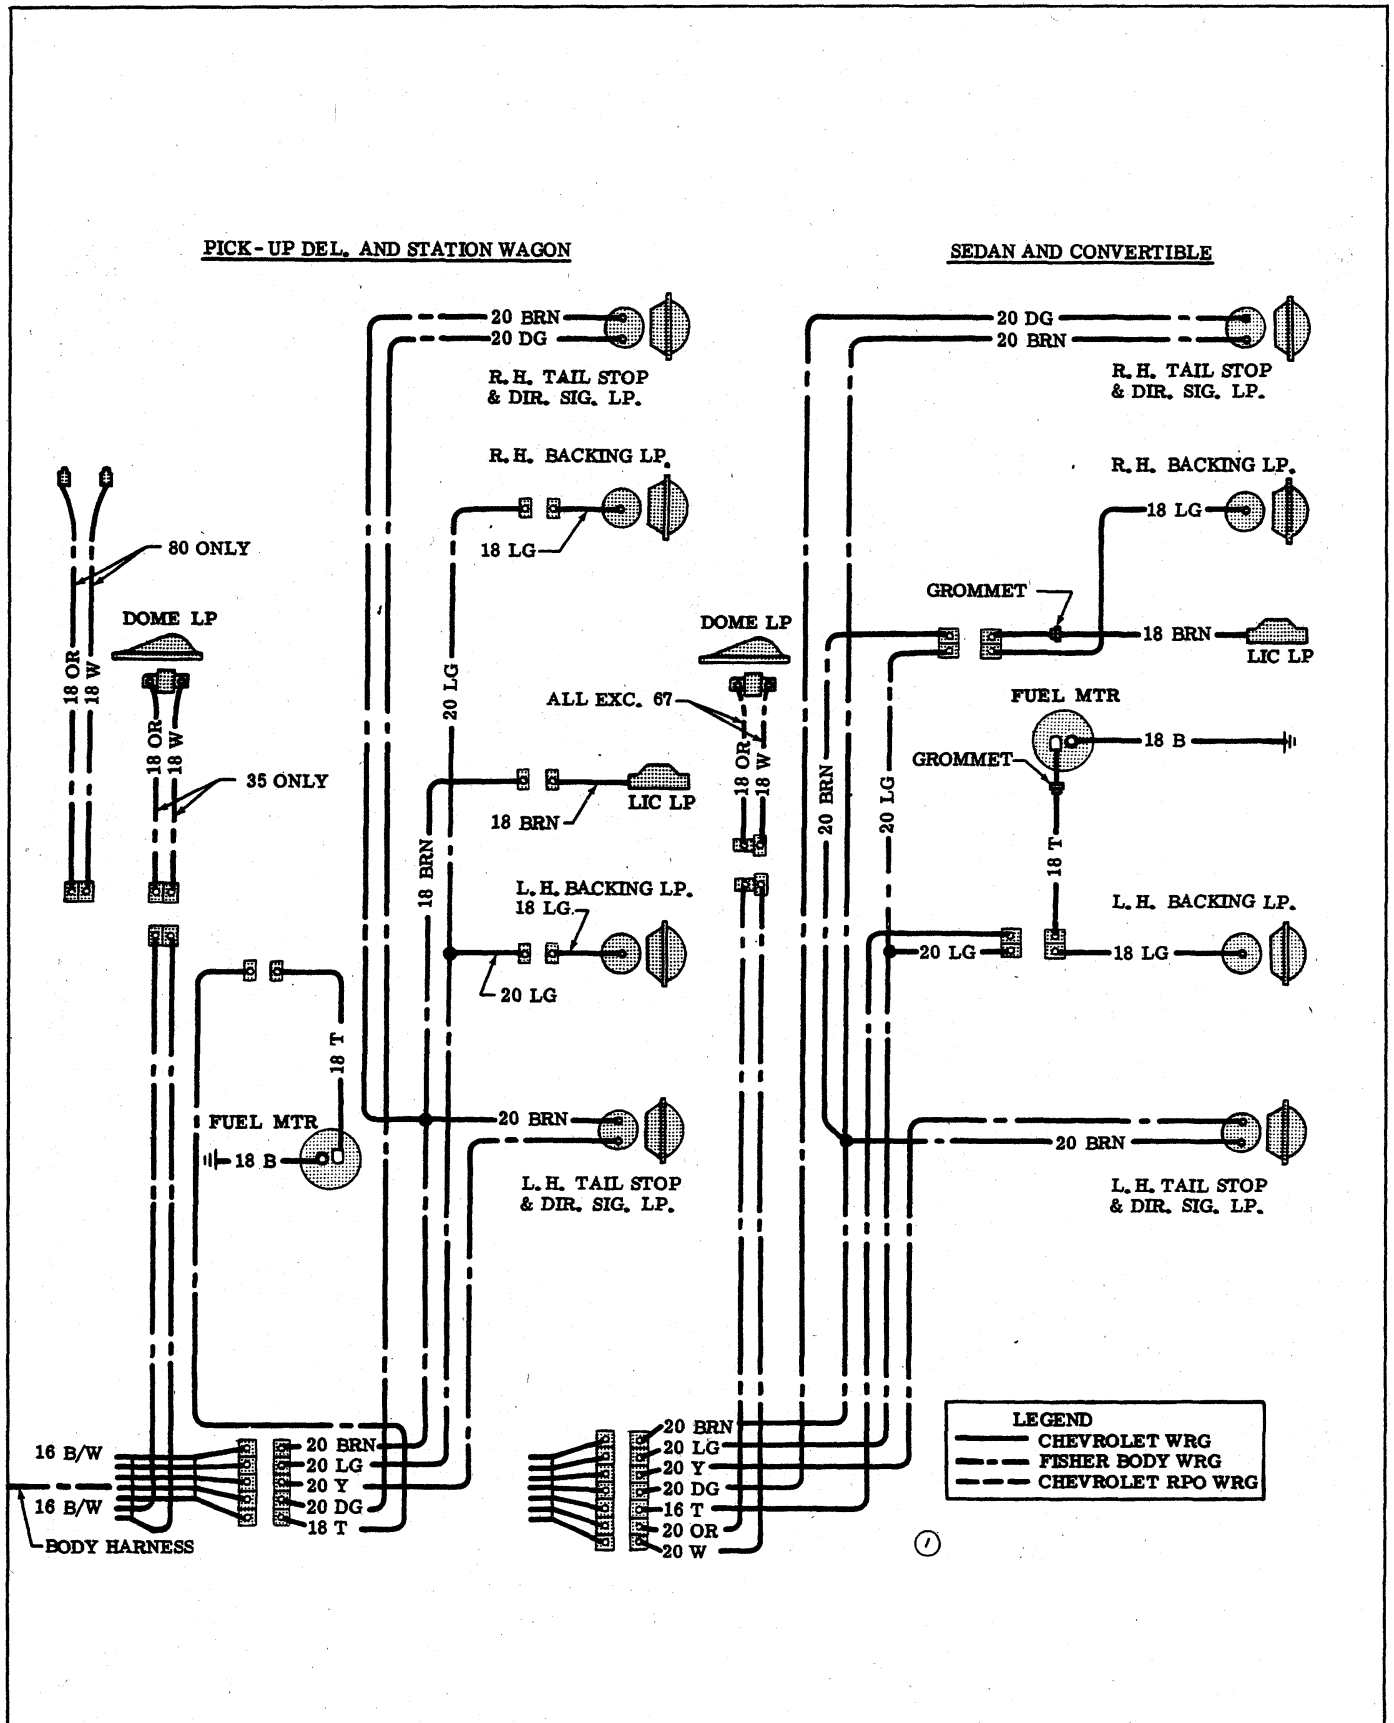 PICK-UP DEL. AND STATION WAGON
20 BRN
20 DG
R.H. TAIL STOP
& DIR. SIG. LP.
R.H. BACKING LP.
18 LG
80 ONLY
DOME LP
18 OR
18 W
18 OR
18 W
35 ONLY
20 LG
LIC LP
18 BRN
18 BRN
L.H. BACKING LP.
18 LG.
20 LG
18 T
FUEL MTR
18 B
20 BRN
L.H. TAIL STOP
& DIR. SIG. LP.
16 B/W
16 B/W
BODY HARNESS
20 BRN
20 LG
20 Y
20 DG
18 T
SEDAN AND CONVERTIBLE
20 DG
20 BRN
R.H. TAIL STOP
& DIR. SIG. LP.
R.H. BACKING LP.
18 LG
GROMMET
18 BRN
LIC LP
DOME LP
ALL EXC. 67
18 OR
18 W
FUEL MTR
18 B
GROMMET
20 BRN
20 LG
18 T
L.H. BACKING LP.
20 LG
18 LG
20 BRN
L.H. TAIL STOP
& DIR. SIG. LP.
20 BRN
20 LG
20 Y
20 DG
16 T
20 OR
20 W
LEGEND
CHEVROLET WRG
FISHER BODY WRG
CHEVROLET RPO WRG
1